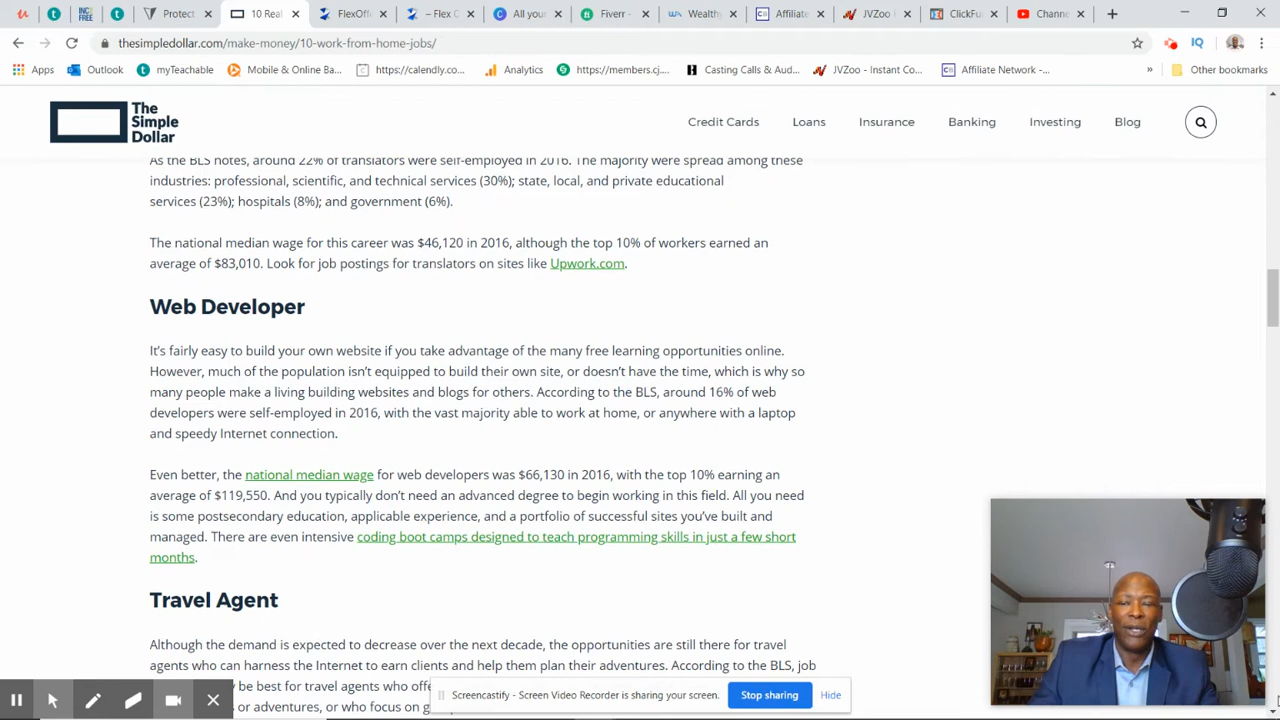 Protect
10 Real
FlexOff
– Flex C
All your
Fiverr -
Wealthy
Affiliate
JVZoo
ClickFu
Channe
thesimpledollar.com/make-money/10-work-from-home-jobs/
Apps
Outlook
myTeachable
Mobile & Online Ba...
https://calendly.co...
Analytics
https://members.cj...
Casting Calls & Aud...
JVZoo - Instant Co...
Affiliate Network -...
»
Other bookmarks
The
Simple
Dollar
Credit Cards
Loans
Insurance
Banking
Investing
Blog
As the BLS notes, around 22% of translators were self-employed in 2016. The majority were spread among these
industries: professional, scientific, and technical services (30%); state, local, and private educational
services (23%); hospitals (8%); and government (6%).
The national median wage for this career was $46,120 in 2016, although the top 10% of workers earned an
average of $83,010. Look for job postings for translators on sites like Upwork.com.
Web Developer
It’s fairly easy to build your own website if you take advantage of the many free learning opportunities online.
However, much of the population isn’t equipped to build their own site, or doesn’t have the time, which is why so
many people make a living building websites and blogs for others. According to the BLS, around 16% of web
developers were self-employed in 2016, with the vast majority able to work at home, or anywhere with a laptop
and speedy Internet connection.
Even better, the national median wage for web developers was $66,130 in 2016, with the top 10% earning an
average of $119,550. And you typically don’t need an advanced degree to begin working in this field. All you need
is some postsecondary education, applicable experience, and a portfolio of successful sites you’ve built and
managed. There are even intensive coding boot camps designed to teach programming skills in just a few short
months.
Travel Agent
Although the demand is expected to decrease over the next decade, the opportunities are still there for travel
agents who can harness the Internet to earn clients and help them plan their adventures. According to the BLS, job
be best for travel agents who offe
or adventures, or who focus on g
Screencastify - Screen Video Recorder is sharing your screen.
Stop sharing
Hide